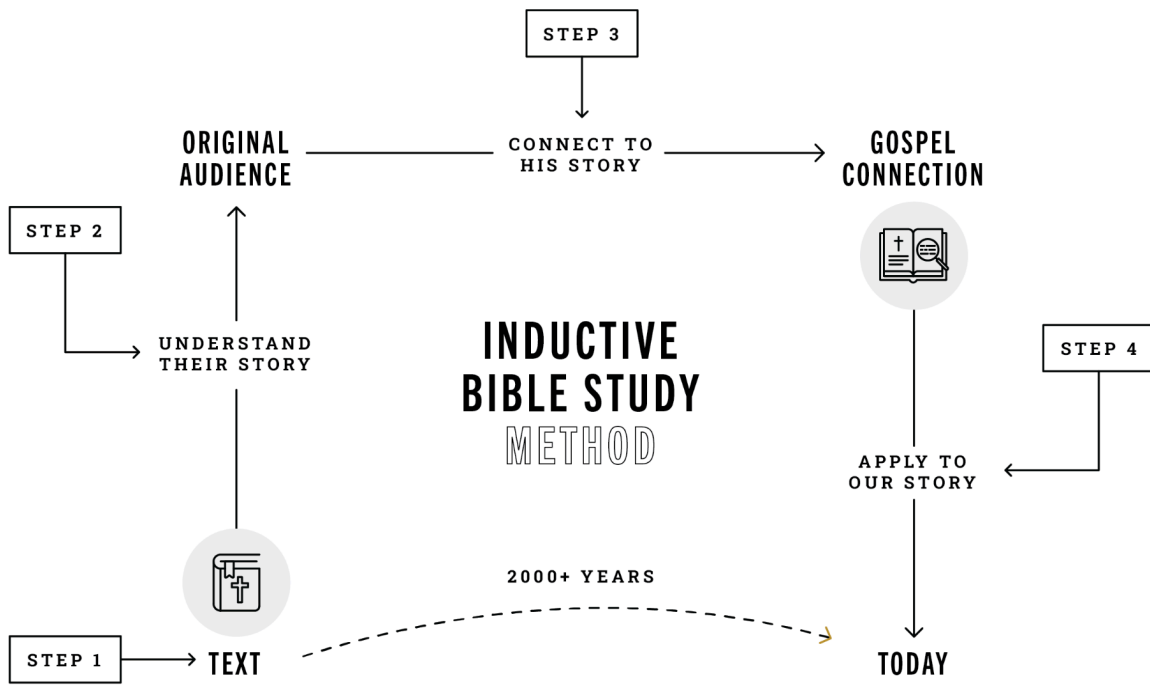 STEP 3
ORIGINAL
AUDIENCE
CONNECT TO
HIS STORY
GOSPEL
CONNECTION
STEP 2
UNDERSTAND
THEIR STORY
INDUCTIVE
BIBLE STUDY
METHOD
STEP 4
APPLY TO
OUR STORY
2000+ YEARS
STEP 1
TEXT
TODAY